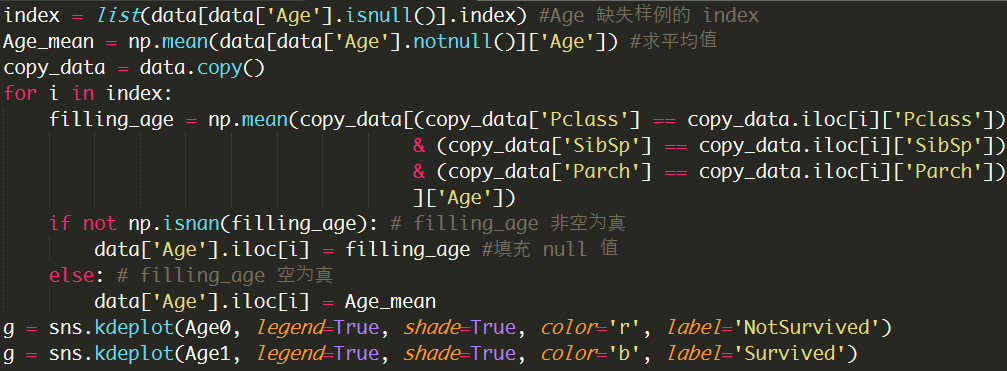 index = list(data[data['Age'].isnull()].index) #Age 缺失样例的 index
Age_mean = np.mean(data[data['Age'].notnull()]['Age']) #求平均值
copy_data = data.copy()
for i in index:
    filling_age = np.mean(copy_data[(copy_data['Pclass'] == copy_data.iloc[i]['Pclass'])
                                    & (copy_data['SibSp'] == copy_data.iloc[i]['SibSp'])
                                    & (copy_data['Parch'] == copy_data.iloc[i]['Parch'])
                                    ]['Age'])
    if not np.isnan(filling_age): # filling_age 非空为真
        data['Age'].iloc[i] = filling_age #填充 null 值
    else: # filling_age 空为真
        data['Age'].iloc[i] = Age_mean
g = sns.kdeplot(Age0, legend=True, shade=True, color='r', label='NotSurvived')
g = sns.kdeplot(Age1, legend=True, shade=True, color='b', label='Survived')